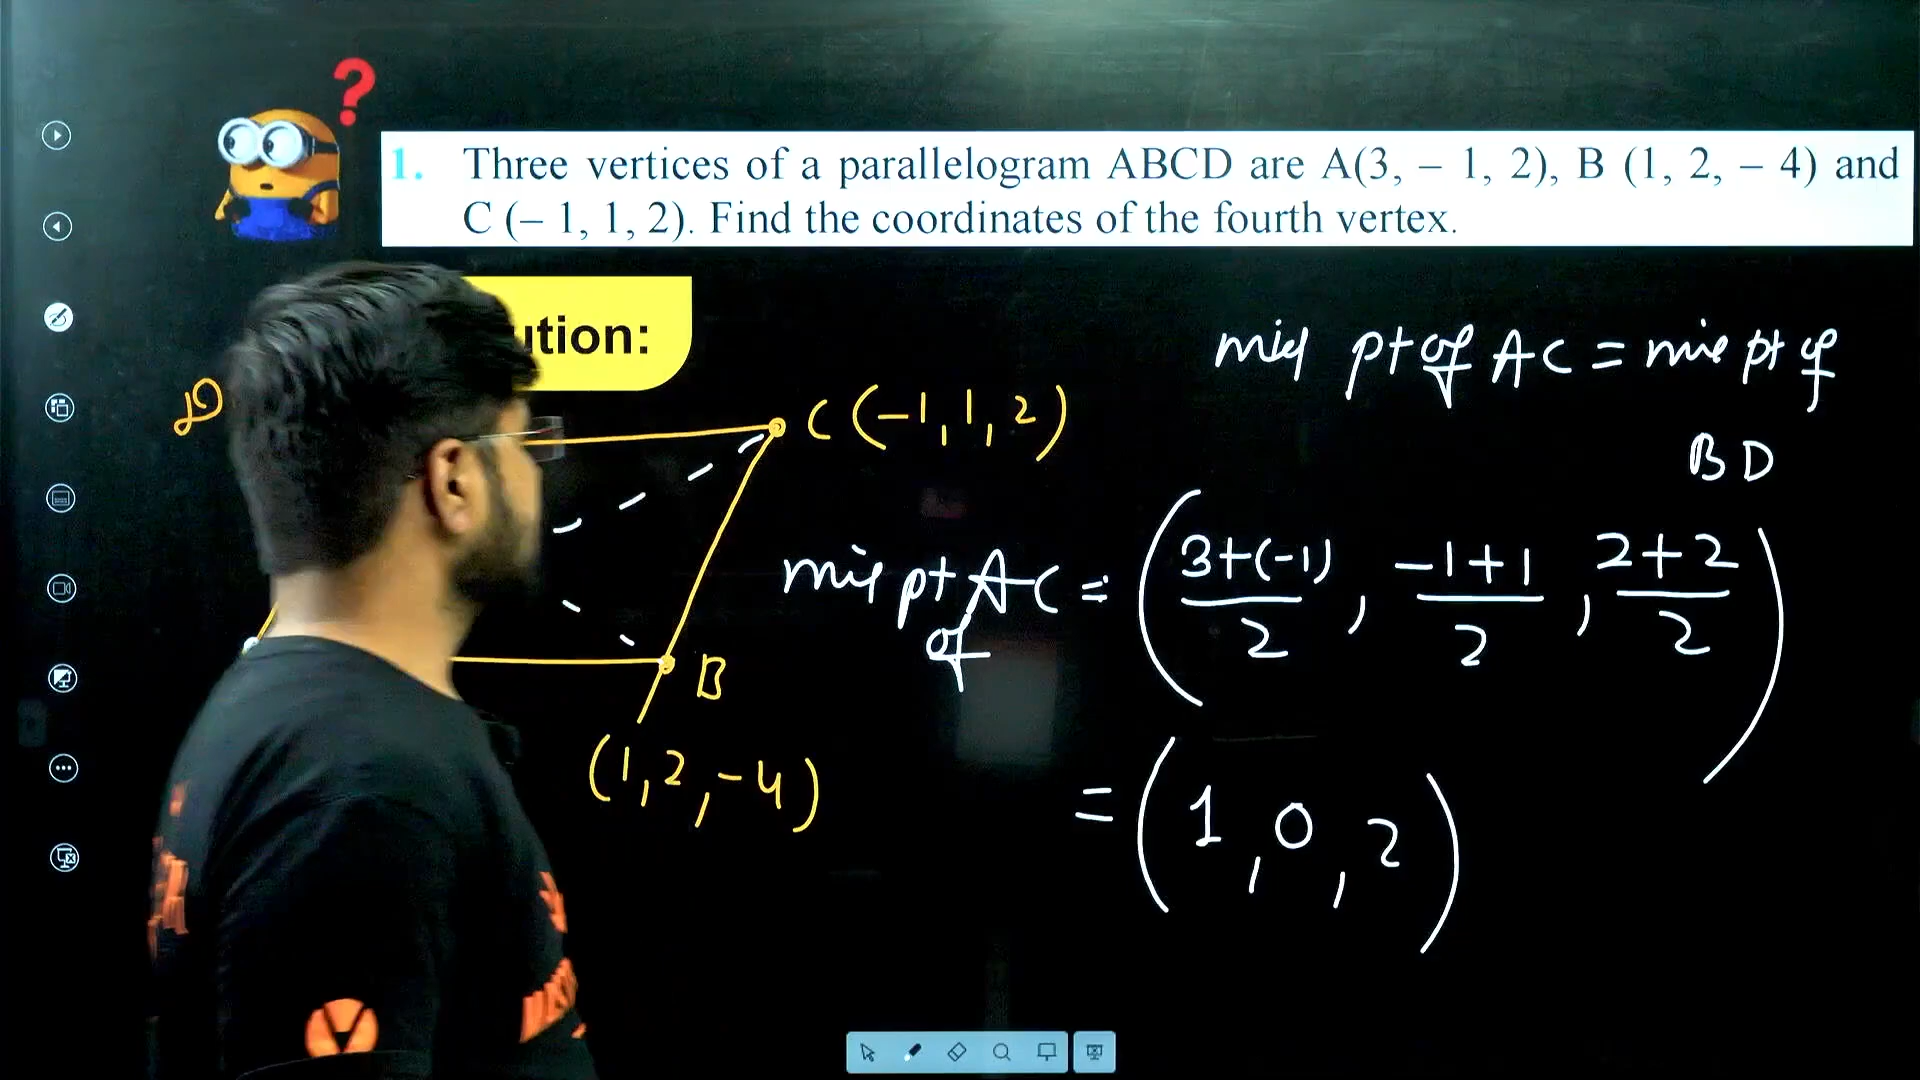 ?
1. Three vertices of a parallelogram ABCD are A(3, – 1, 2), B (1, 2, – 4) and
C (– 1, 1, 2). Find the coordinates of the fourth vertex.
ution:
mid pt of AC = mid pt of
BD
D
C (-1, 1, 2)
mid pt of AC = (3+(-1)/2, -1+1/2, 2+2/2)
B
(1, 2, -4)
= (1, 0, 2)